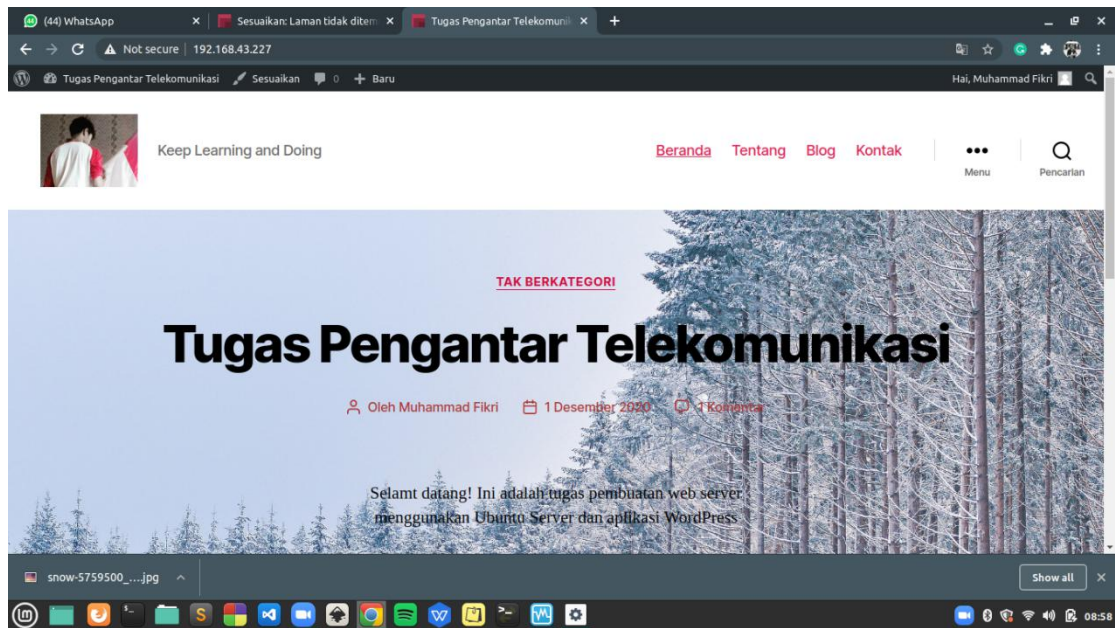 (44) WhatsApp
Sesuaikan: Laman tidak ditem
Tugas Pengantar Telekomunik
Not secure | 192.168.43.227
Tugas Pengantar Telekomunikasi Sesuaikan 0 + Baru
Hai, Muhammad Fikri
Keep Learning and Doing
Beranda Tentang Blog Kontak
Menu
Pencarian
TAK BERKATEGORI
Tugas Pengantar Telekomunikasi
Oleh Muhammad Fikri 1 Desember 2020 1 Komentar
Selamt datang! Ini adalah tugas pembuatan web server
menggunakan Ubuntu Server dan aplikasi WordPress
snow-5759500_....jpg
Show all
08:58